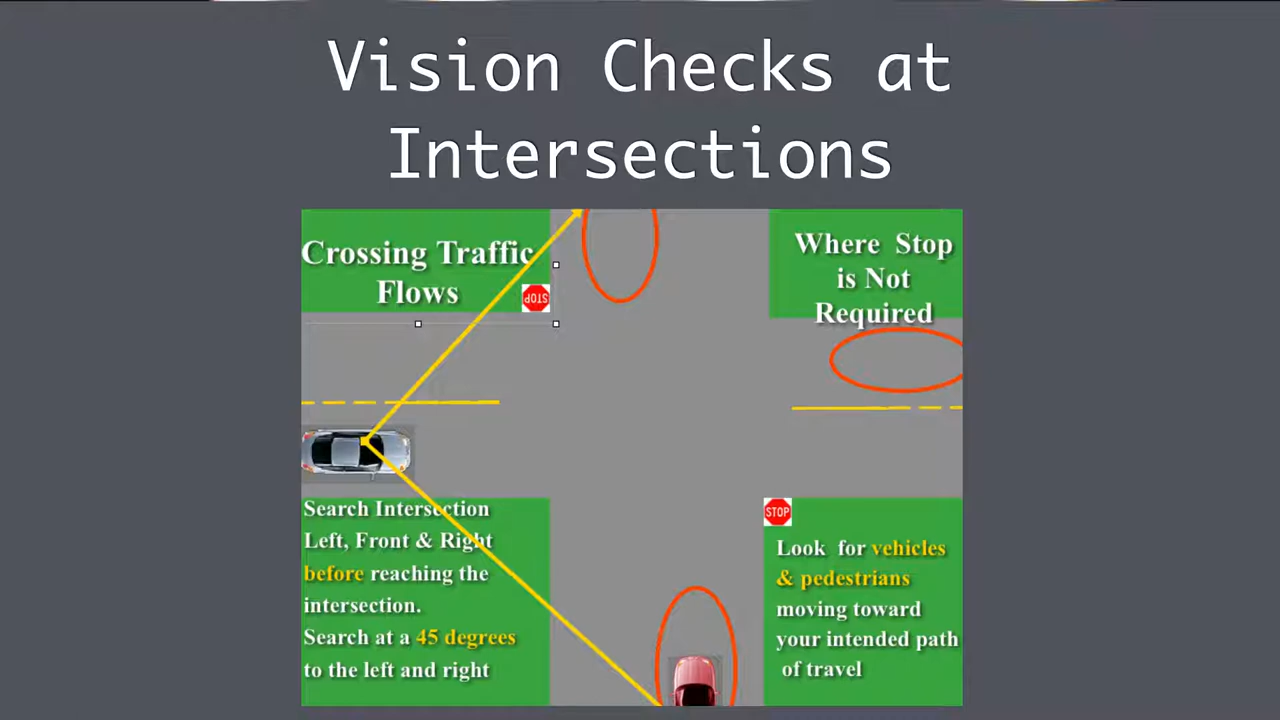 Vision Checks at
Intersections
Crossing Traffic
Flows
STOP
Where Stop
is Not
Required
Search Intersection
Left, Front & Right
before reaching the
intersection.
Search at a 45 degrees
to the left and right
STOP
Look for vehicles
& pedestrians
moving toward
your intended path
of travel